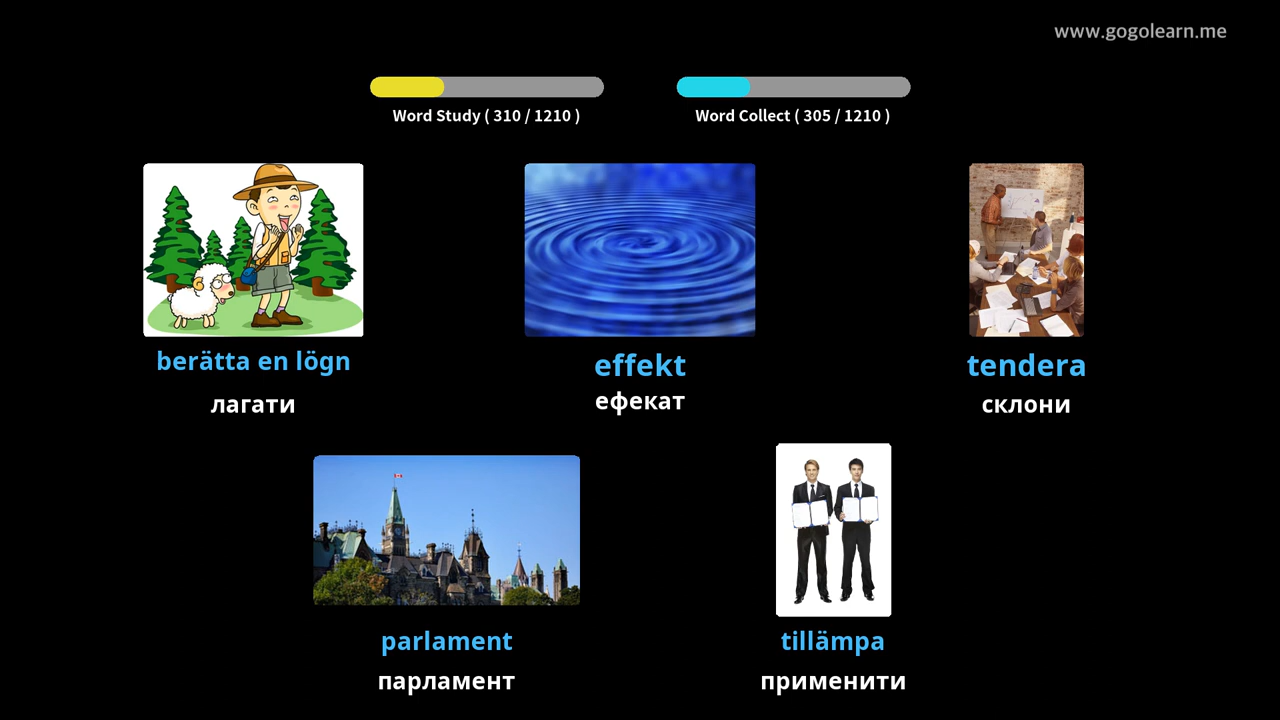 www.gogolearn.me
Word Study ( 310 / 1210 )
Word Collect ( 305 / 1210 )
berätta en lögn
лагати
effekt
ефекат
tendera
склони
parlament
парламент
tillämpa
применити